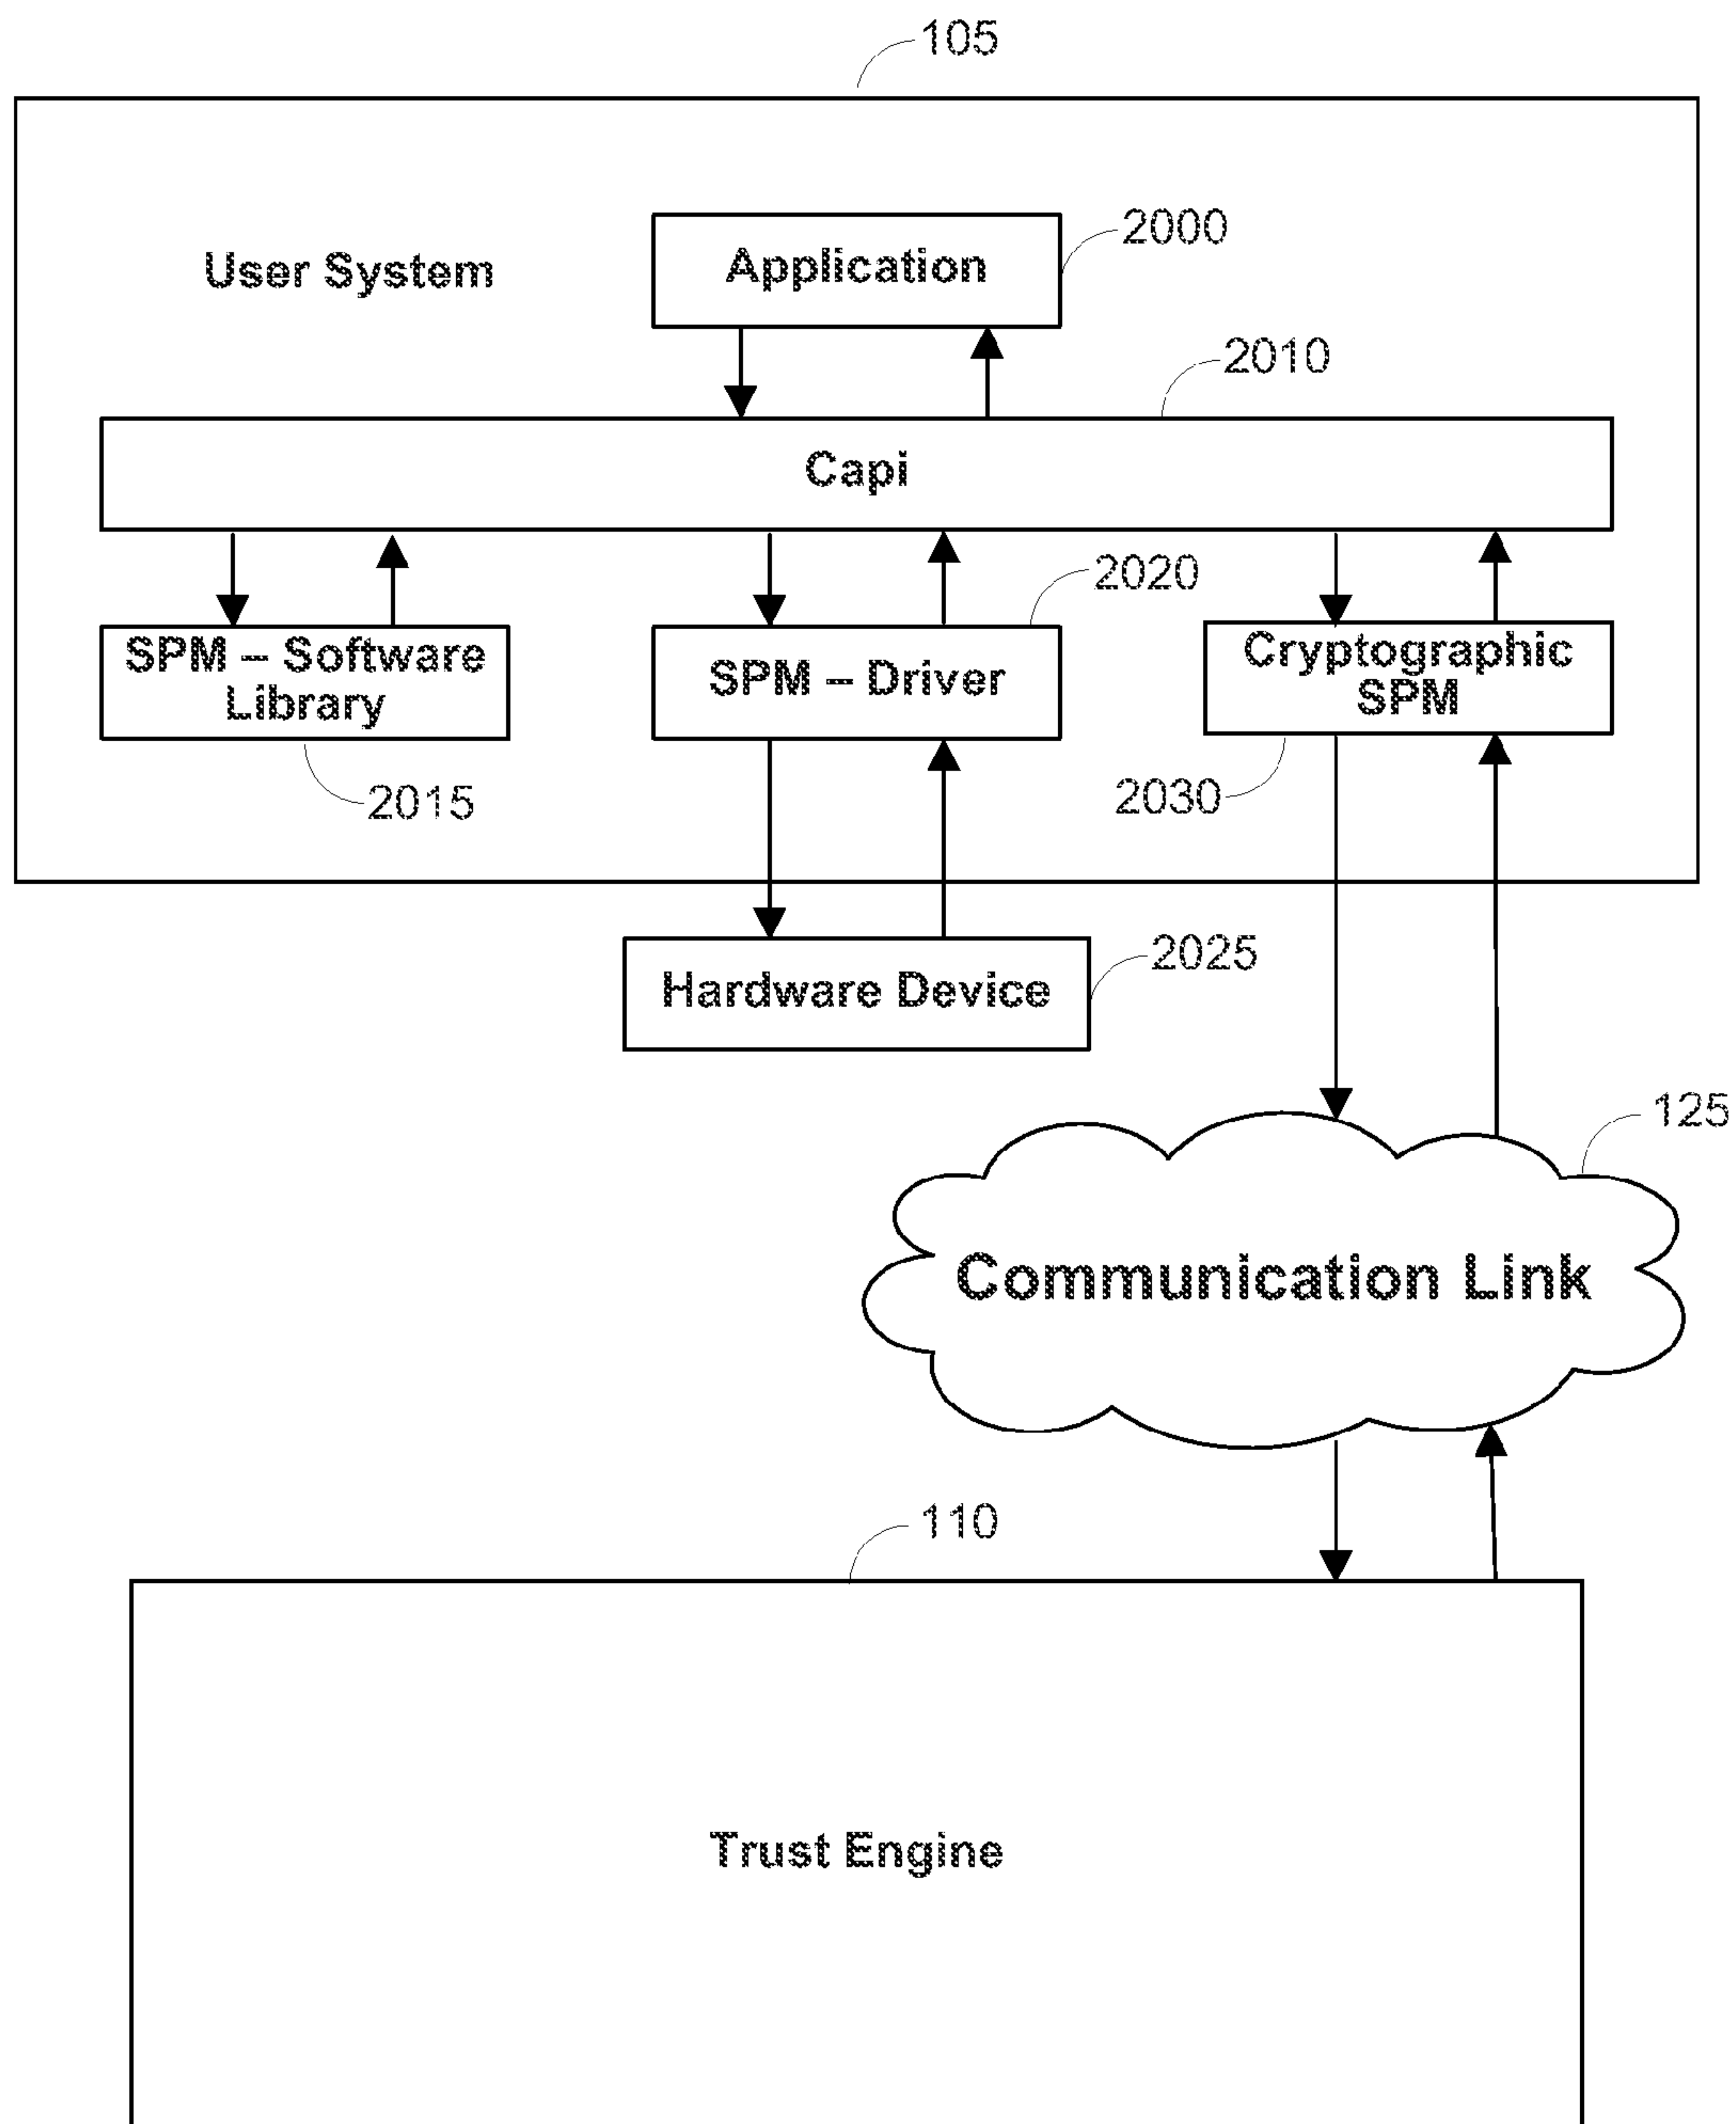 105
2000
User System
Application
2010
Capi
2020
SPM – Software
Library
SPM – Driver
Cryptographic
SPM
2015
2030
2025
Hardware Device
125
Communication Link
110
Trust Engine